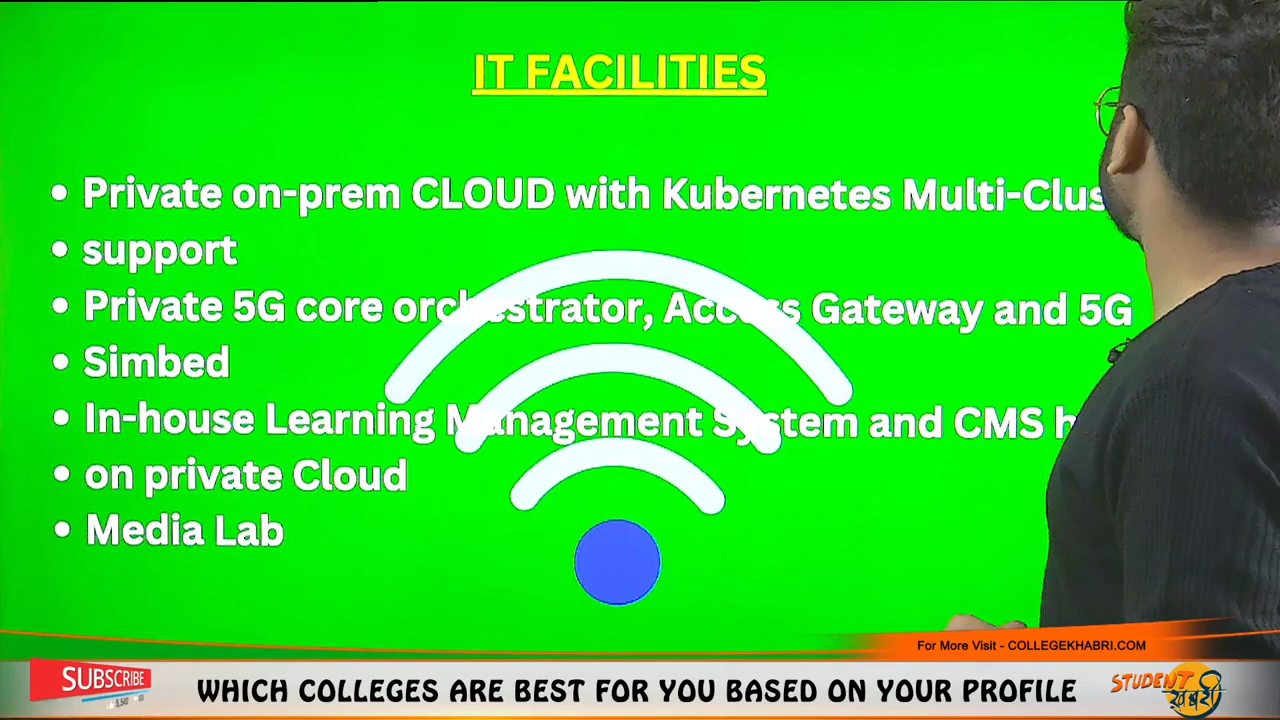 IT FACILITIES
• Private on-prem CLOUD with Kubernetes Multi-Clus
• support
• Private 5G core orchestrator, Access Gateway and 5G
• Simbed
• In-house Learning Management System and CMS h
• on private Cloud
• Media Lab
For More Visit - COLLEGEKHABRI.COM
SUBSCRIBE
WHICH COLLEGES ARE BEST FOR YOU BASED ON YOUR PROFILE
STUDENT
खबरी